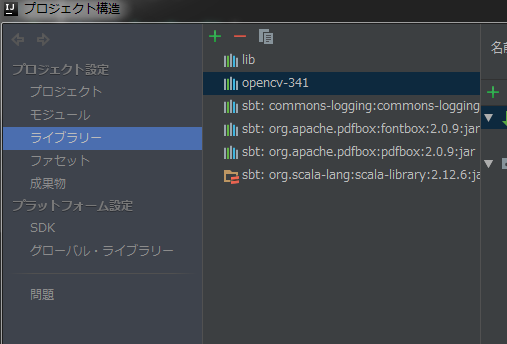 プロジェクト構造
プロジェクト設定
プロジェクト
モジュール
ライブラリー
ファセット
成果物
プラットフォーム設定
SDK
グローバル・ライブラリー
問題
lib
opencv-341
sbt: commons-logging:commons-logging
sbt: org.apache.pdfbox:fontbox:2.0.9:jar
sbt: org.apache.pdfbox:pdfbox:2.0.9:jar
sbt: org.scala-lang:scala-library:2.12.6:ja
名前